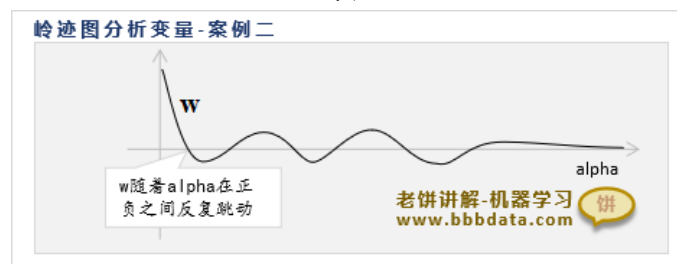 岭迹图分析变量-案例二
w
alpha
w随着alpha在正
负之间反复跳动
老饼讲解-机器学习
www.bbbdata.com
饼